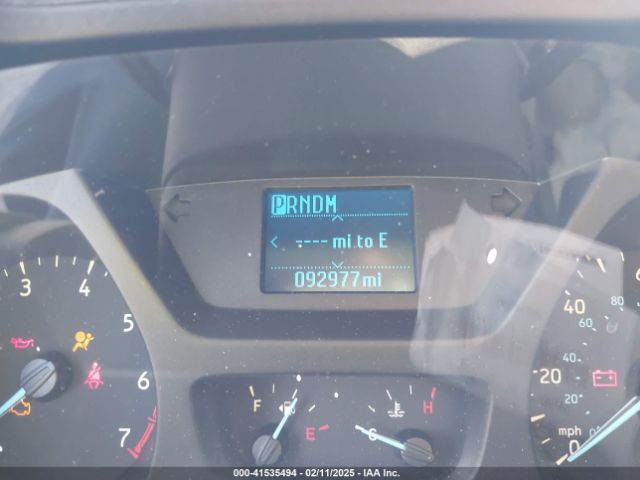 PRNDM
---- mi to E
092977mi
3 4 5 6 7
F E
C H
40 20 0
80 60 40 20
mph
000-41535494 - 02/11/2025 - IAA Inc.